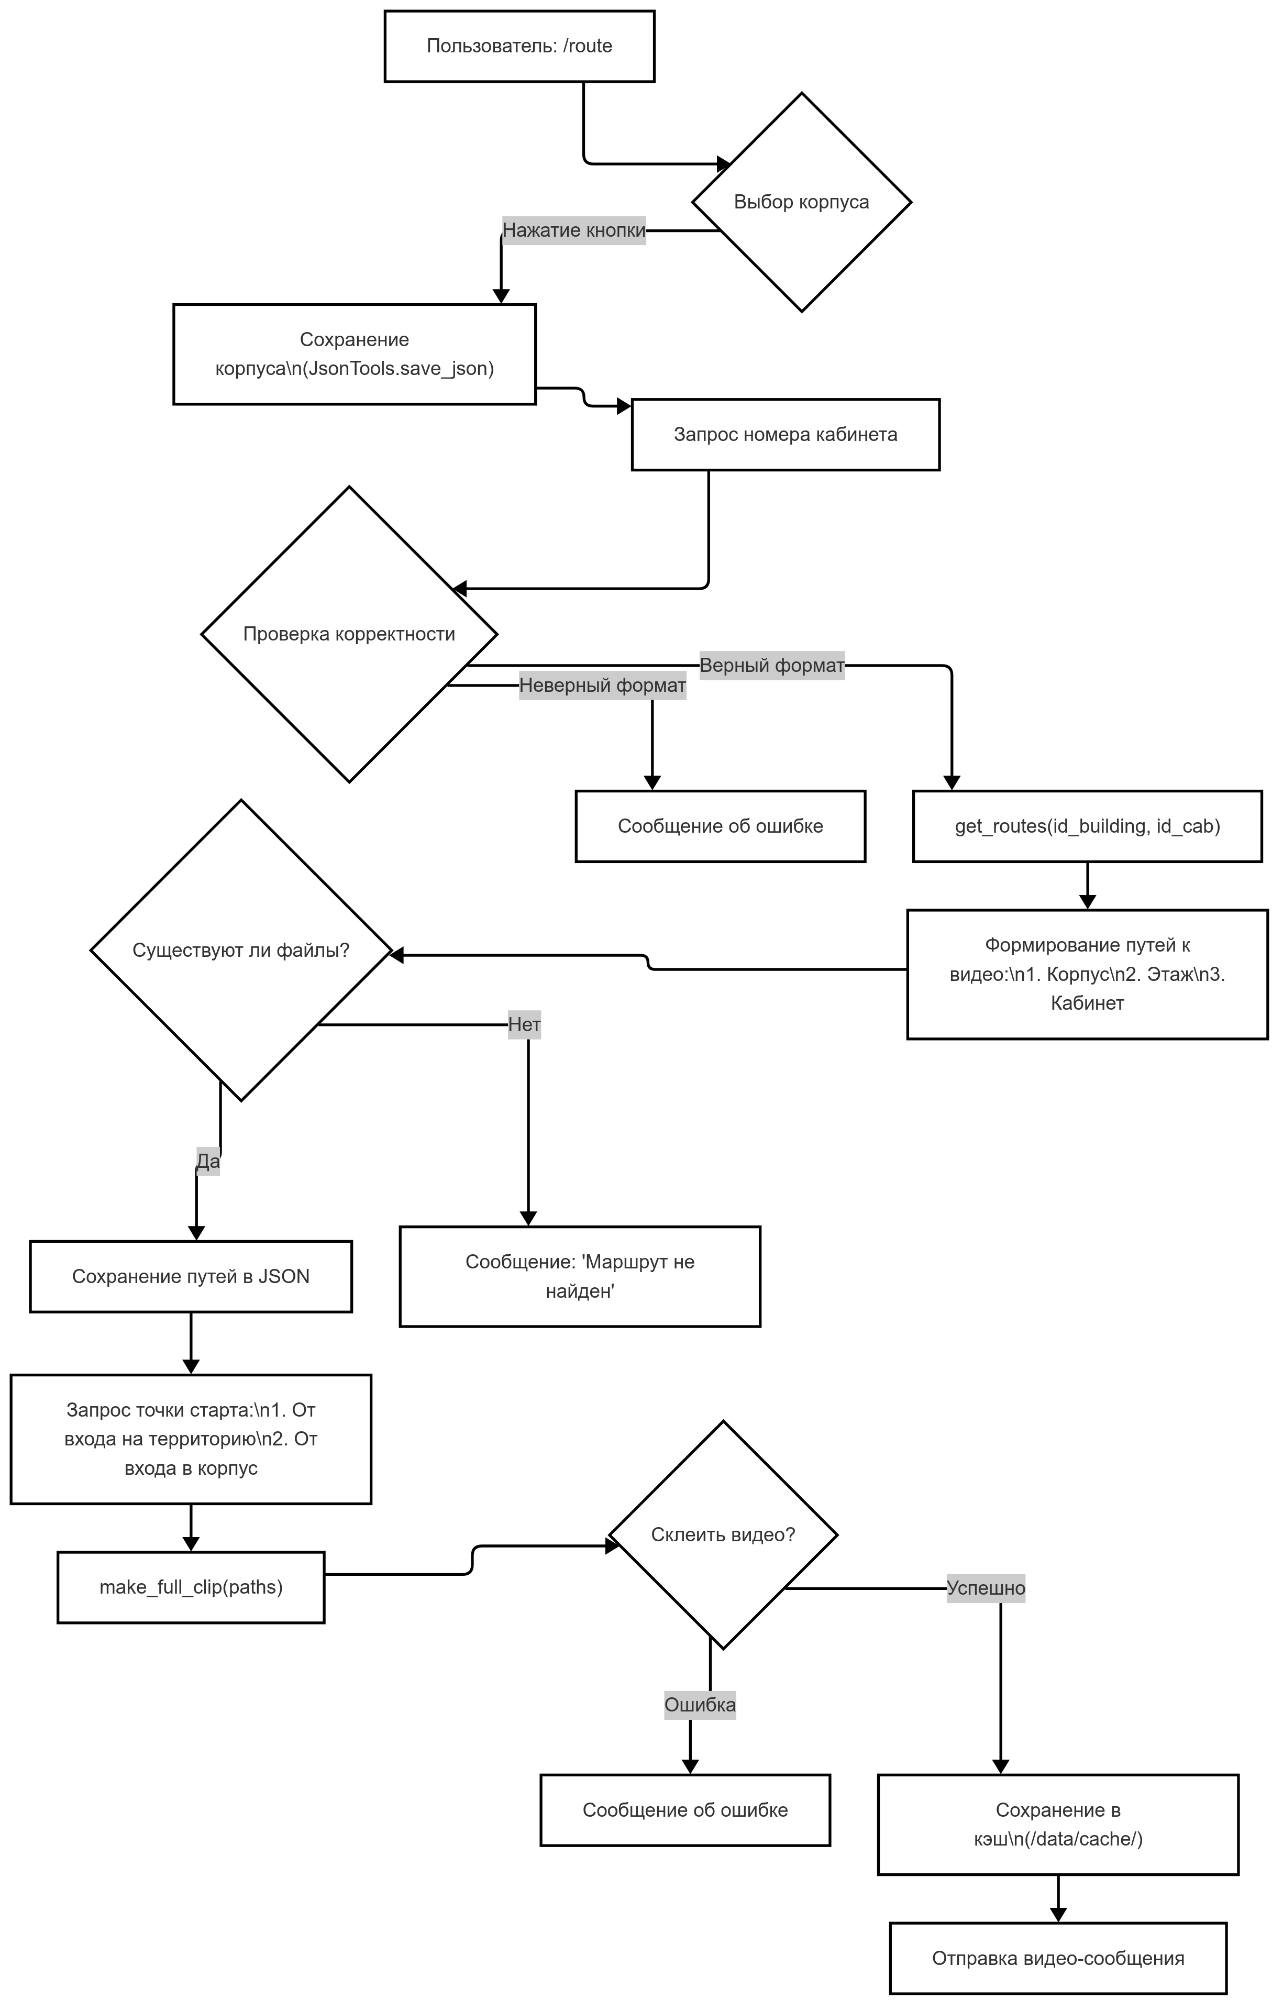 Пользователь: /route
Выбор корпуса
Нажатие кнопки
Сохранение
корпуса\n(JsonTools.save_json)
Запрос номера кабинета
Проверка корректности
Верный формат
Неверный формат
Сообщение об ошибке
get_routes(id_building, id_cab)
Формирование путей к
видео:\n1. Корпус\n2. Этаж\n3.
Кабинет
Существуют ли файлы?
Нет
Да
Сохранение путей в JSON
Сообщение: 'Маршрут не
найден'
Запрос точки старта:\n1. От
входа на территорию\n2. От
входа в корпус
make_full_clip(paths)
Склеить видео?
Успешно
Ошибка
Сообщение об ошибке
Сохранение в
кэш\n(/data/cache/)
Отправка видео-сообщения